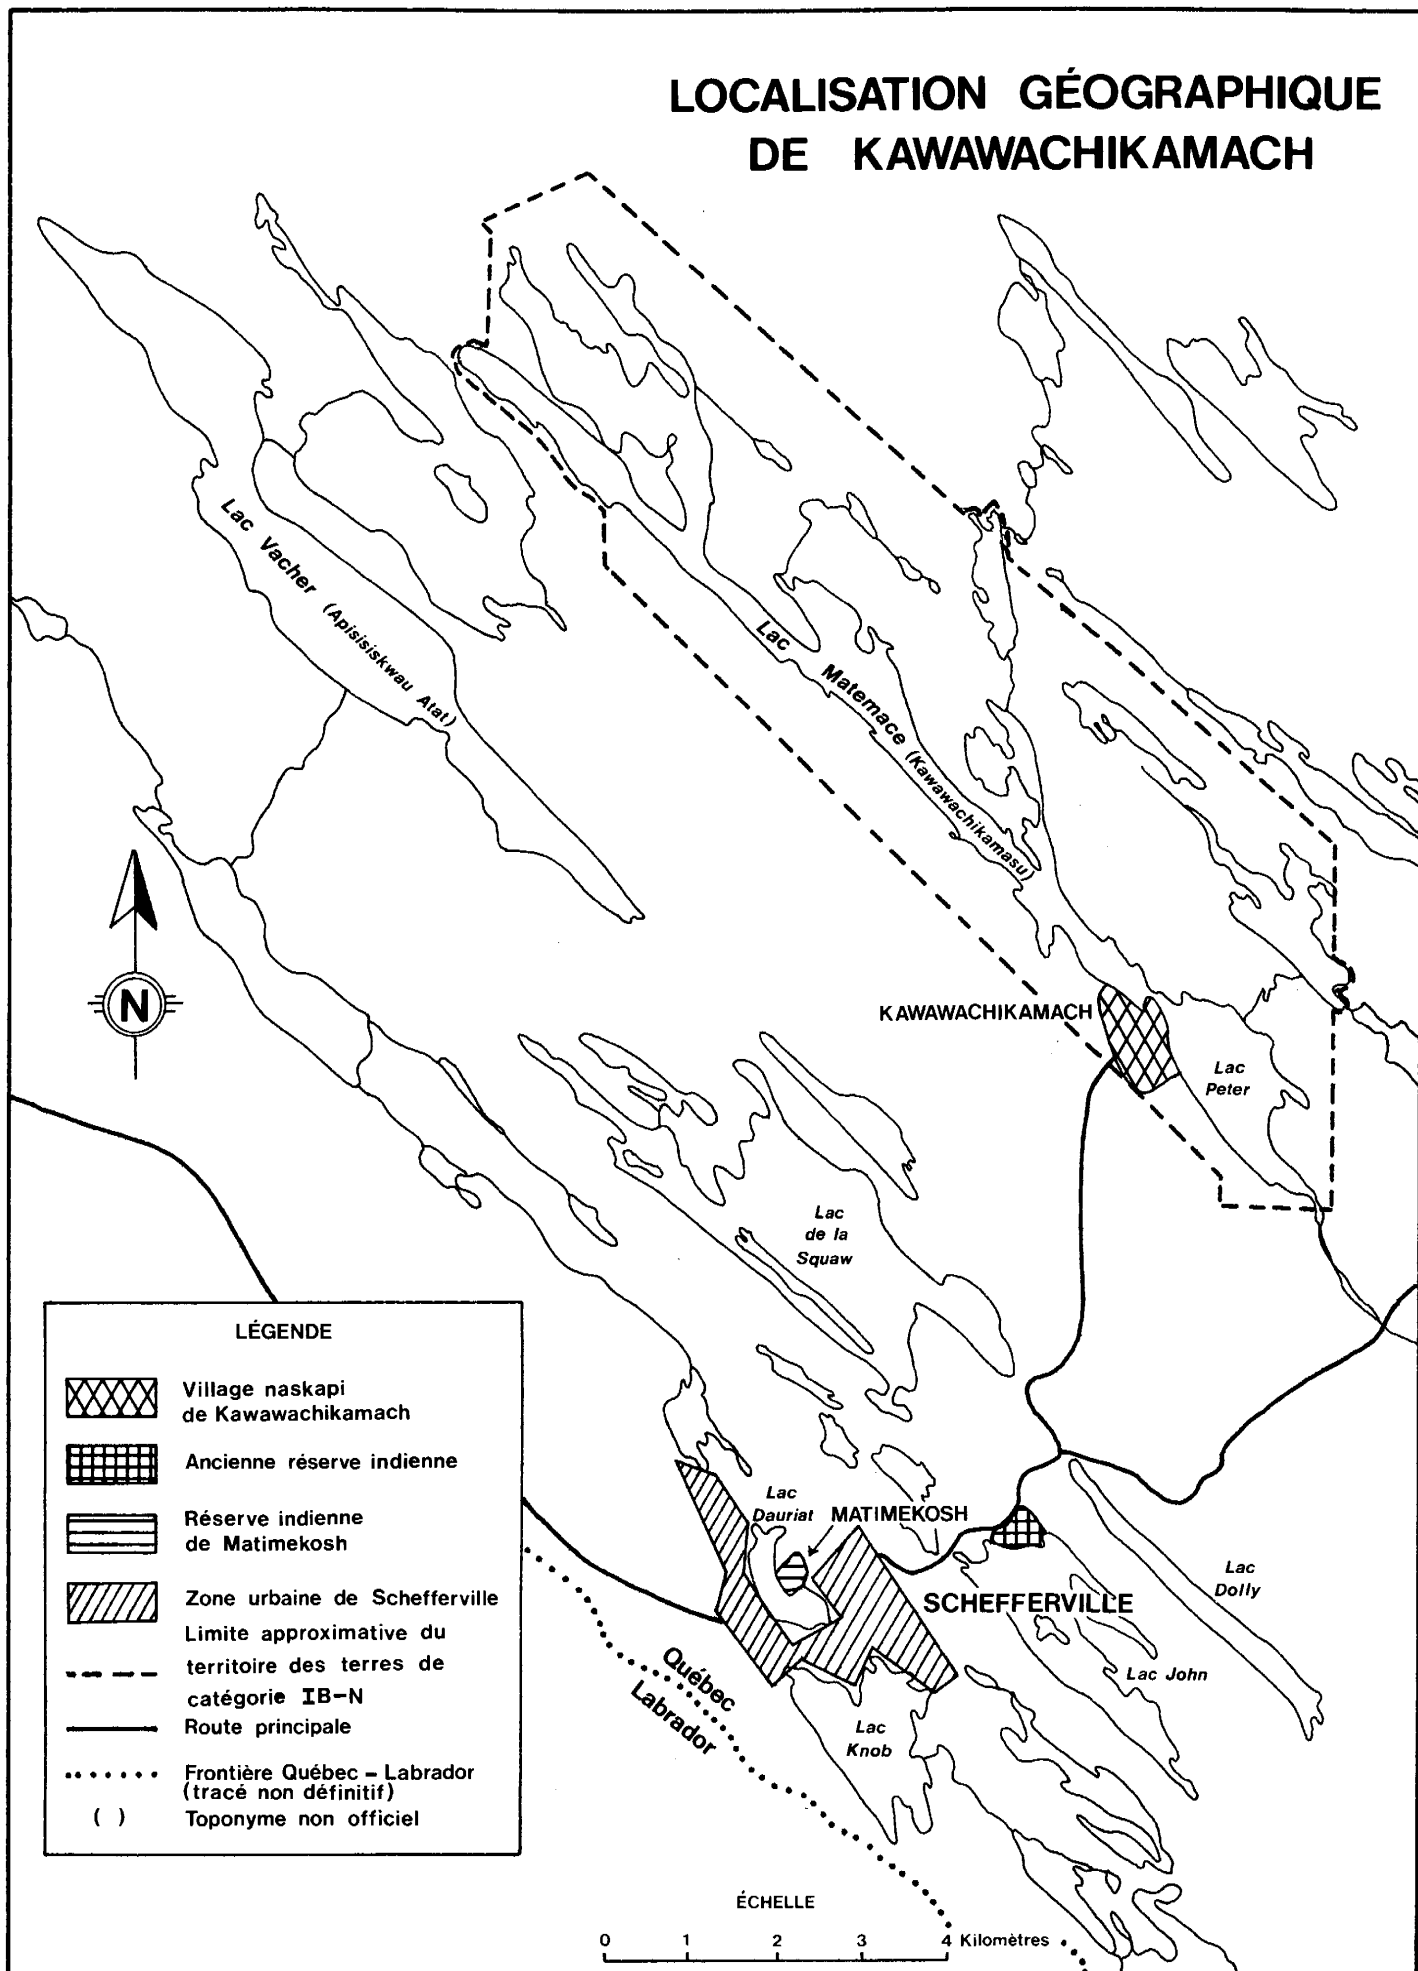 LOCALISATION GÉOGRAPHIQUE
DE KAWAWACHIKAMACH
Lac Vacher (Apisisiskwau Atat)
Lac Matemace (Kawawachikamasu)
N
KAWAWACHIKAMACH
Lac
Peter
Lac
de la
Squaw
LÉGENDE
Village naskapi
de Kawawachikamach
Ancienne réserve indienne
Réserve indienne
de Matimekosh
Zone urbaine de Schefferville
Limite approximative du
territoire des terres de
catégorie IB-N
Route principale
Frontière Québec - Labrador
(tracé non définitif)
( ) Toponyme non officiel
Lac
Dauriat
MATIMEKOSH
SCHEFFERVILLE
Lac
Dolly
Lac John
Québec
Labrador
Lac
Knob
ÉCHELLE
0 1 2 3 4 Kilomètres